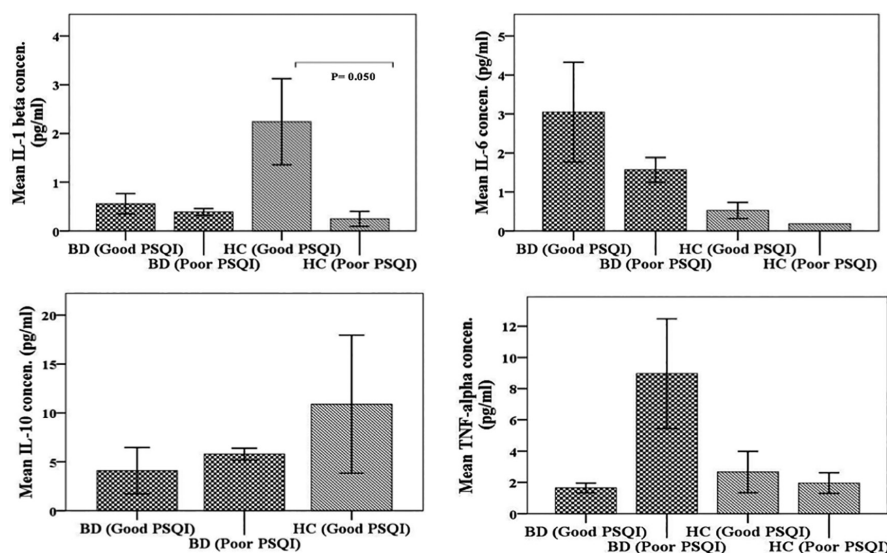 Mean IL-1 beta concen.
(pg/ml)
4
3
2
1
0
P= 0.050
BD (Good PSQI)
HC (Good PSQI)
BD (Poor PSQI)
HC (Poor PSQI)
Mean IL-6 concen. (pg/ml)
5
4
3
2
1
0
BD (Good PSQI)
HC (Good PSQI)
BD (Poor PSQI)
HC (Poor PSQI)
Mean IL-10 concen. (pg/ml)
20
15
10
5
0
BD (Good PSQI)
HC (Good PSQI)
BD (Poor PSQI)
Mean TNF-alpha concen.
(pg/ml)
12
10
8
6
4
2
0
BD (Good PSQI)
HC (Good PSQI)
BD (Poor PSQI)
HC (Poor PSQI)